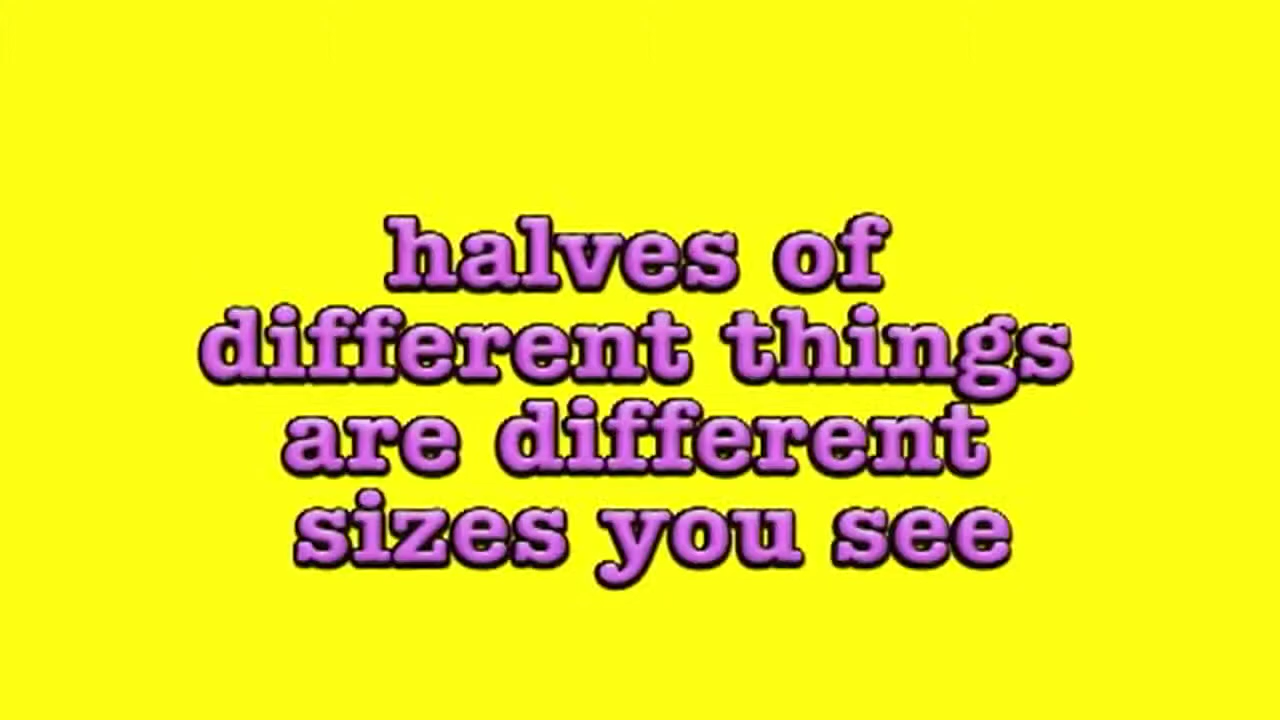 halves of
different things
are different
sizes you see